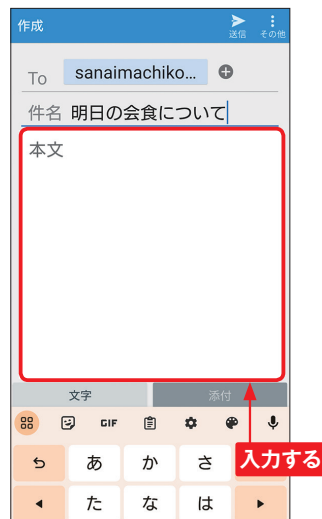 作成
送信 その他
To sanaimachiko...
件名 明日の会食について
本文
文字 添付
GIF
入力する
あ か さ
た な は